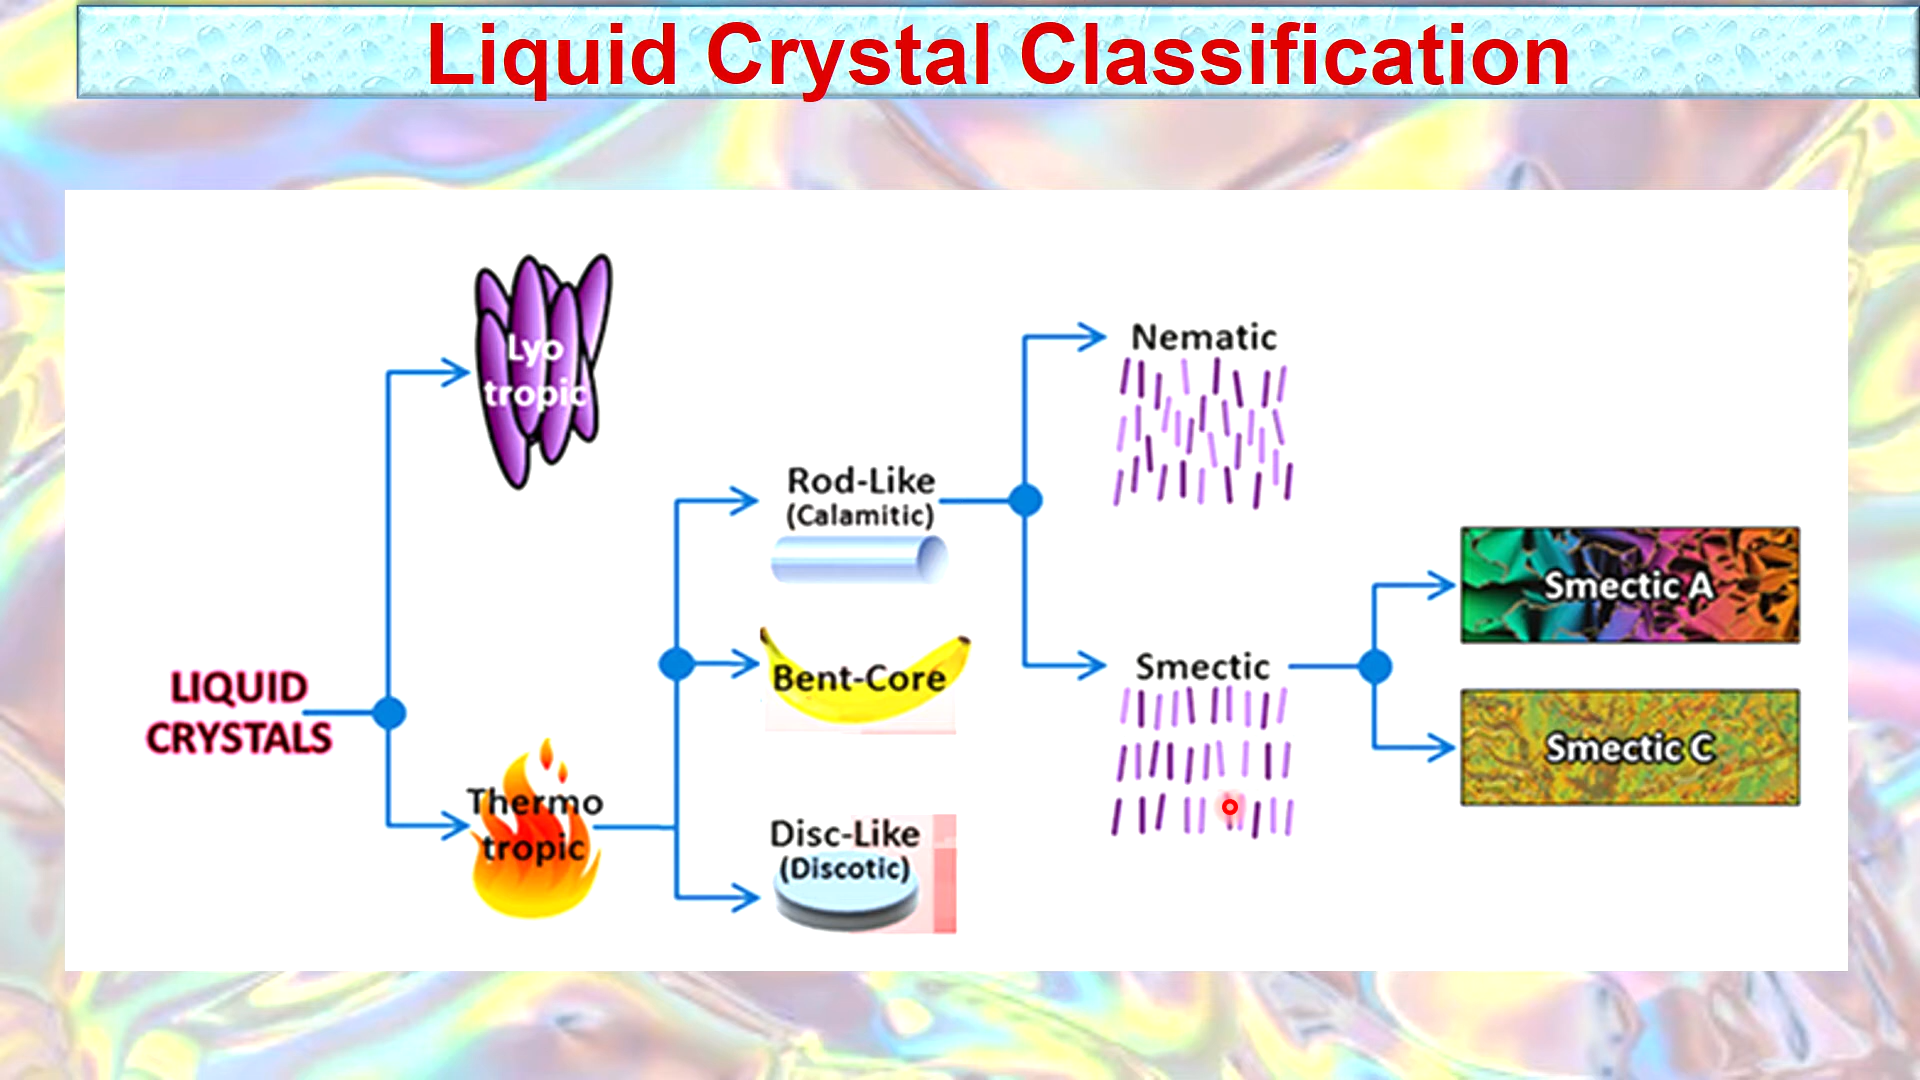 Liquid Crystal Classification
Lyo
tropic
LIQUID
CRYSTALS
Thermo
tropic
Rod-Like
(Calamitic)
Bent-Core
Disc-Like
(Discotic)
Nematic
Smectic
Smectic A
Smectic C